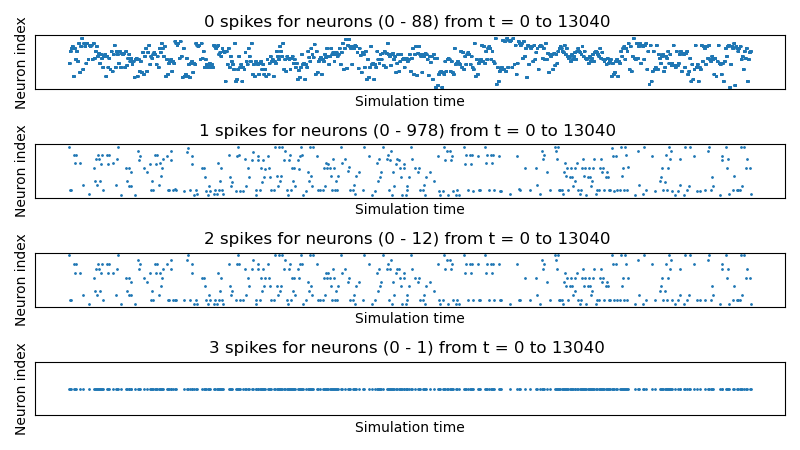 0 spikes for neurons (0 - 88) from t = 0 to 13040
Neuron index
Simulation time
1 spikes for neurons (0 - 978) from t = 0 to 13040
Neuron index
Simulation time
2 spikes for neurons (0 - 12) from t = 0 to 13040
Neuron index
Simulation time
3 spikes for neurons (0 - 1) from t = 0 to 13040
Neuron index
Simulation time